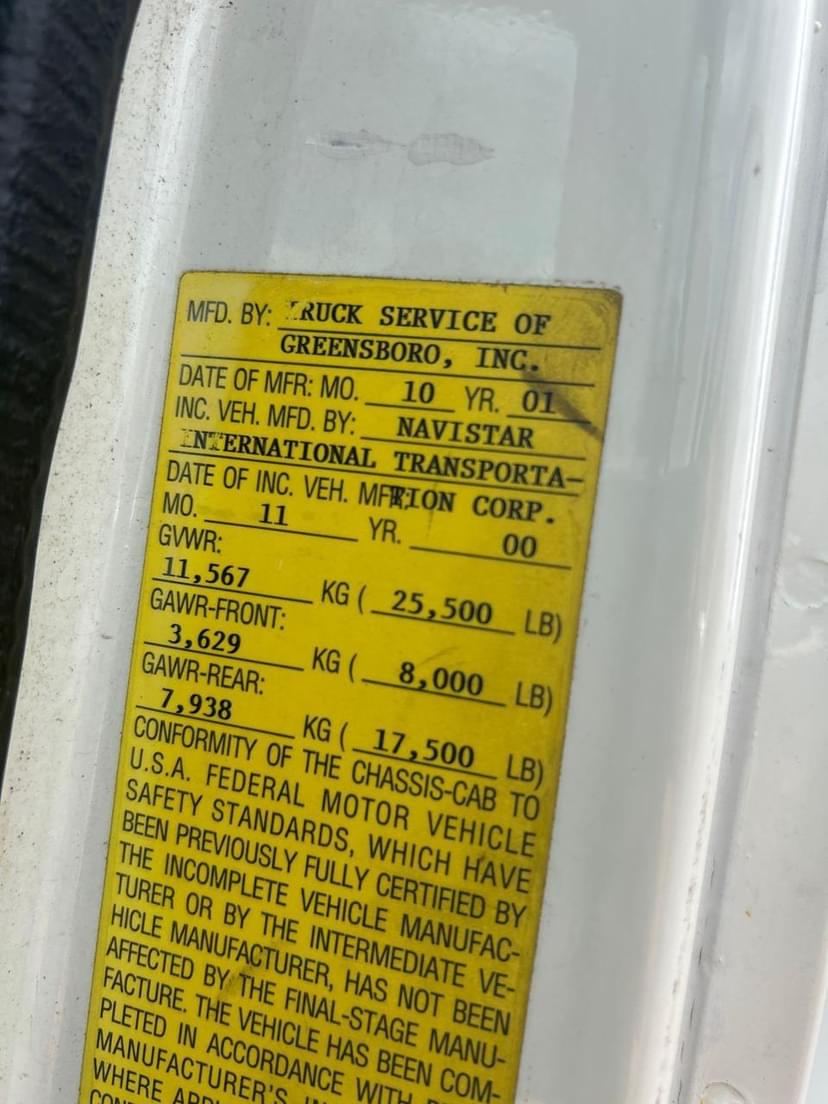 MFD. BY: TRUCK SERVICE OF
GREENSBORO, INC.
DATE OF MFR: MO. 10 YR. 01
INC. VEH. MFD. BY: NAVISTAR
INTERNATIONAL TRANSPORTA-
DATE OF INC. VEH. MFR: TION CORP.
MO. 11 YR. 00
GVWR:
11,567 KG ( 25,500 LB)
GAWR-FRONT:
3,629 KG ( 8,000 LB)
GAWR-REAR:
7,938 KG ( 17,500 LB)
CONFORMITY OF THE CHASSIS-CAB TO
U.S.A. FEDERAL MOTOR VEHICLE
SAFETY STANDARDS, WHICH HAVE
BEEN PREVIOUSLY FULLY CERTIFIED BY
THE INCOMPLETE VEHICLE MANUFAC-
TURER OR BY THE INTERMEDIATE VE-
HICLE MANUFACTURER, HAS NOT BEEN
AFFECTED BY THE FINAL-STAGE MANU-
FACTURE. THE VEHICLE HAS BEEN COM-
PLETED IN ACCORDANCE WITH
MANUFACTURER'S
WHERE